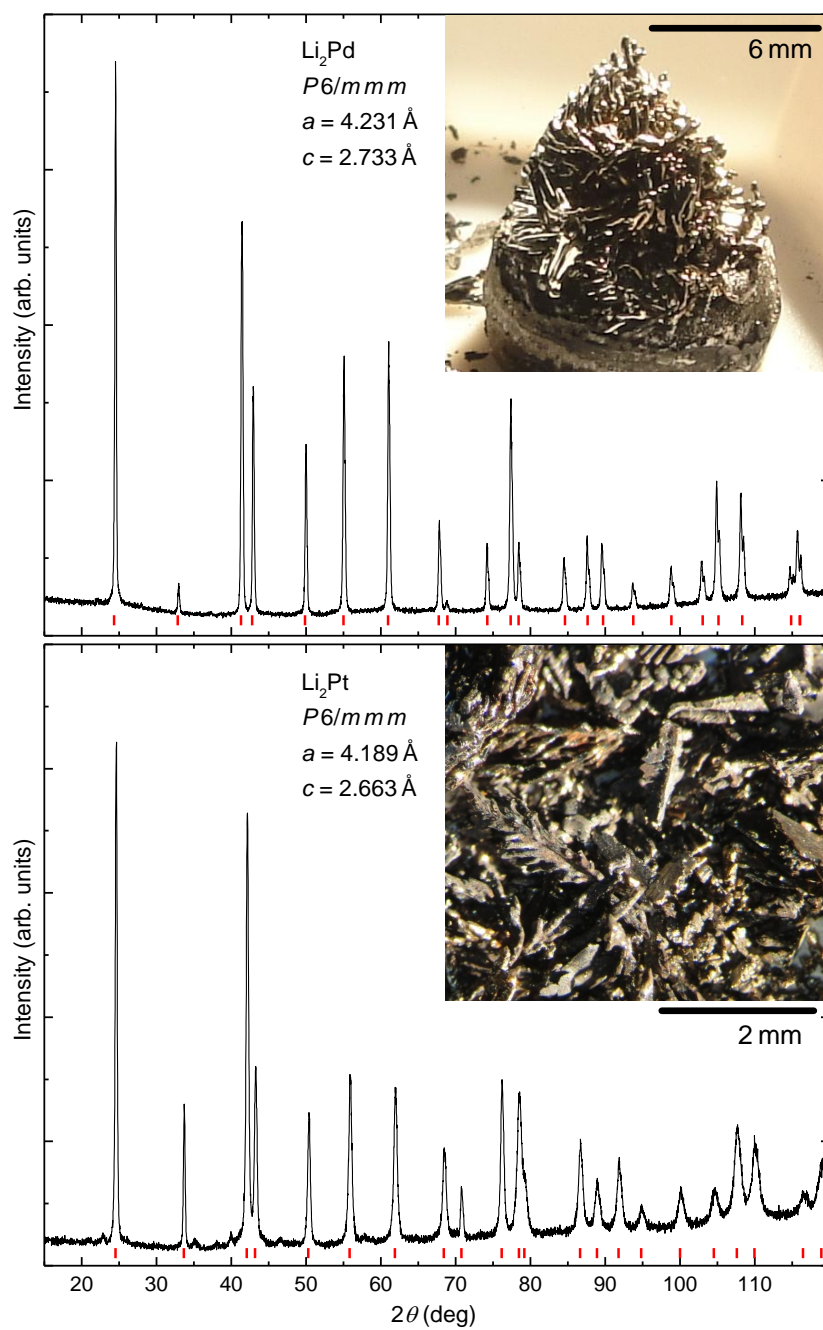 Li₂Pd
P6/mmm
a = 4.231 Å
c = 2.733 Å
6 mm
Intensity (arb. units)
Li₂Pt
P6/mmm
a = 4.189 Å
c = 2.663 Å
2 mm
Intensity (arb. units)
20 30 40 50 60 70 80 90 100 110
2θ (deg)